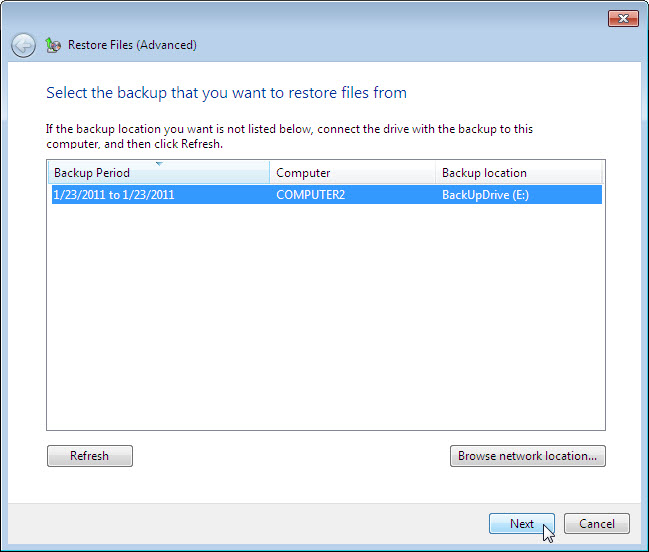 Restore Files (Advanced)
Select the backup that you want to restore files from
If the backup location you want is not listed below, connect the drive with the backup to this
computer, and then click Refresh.
Backup Period Computer Backup location
1/23/2011 to 1/23/2011 COMPUTER2 BackUpDrive (E:)
Refresh Browse network location...
Next Cancel